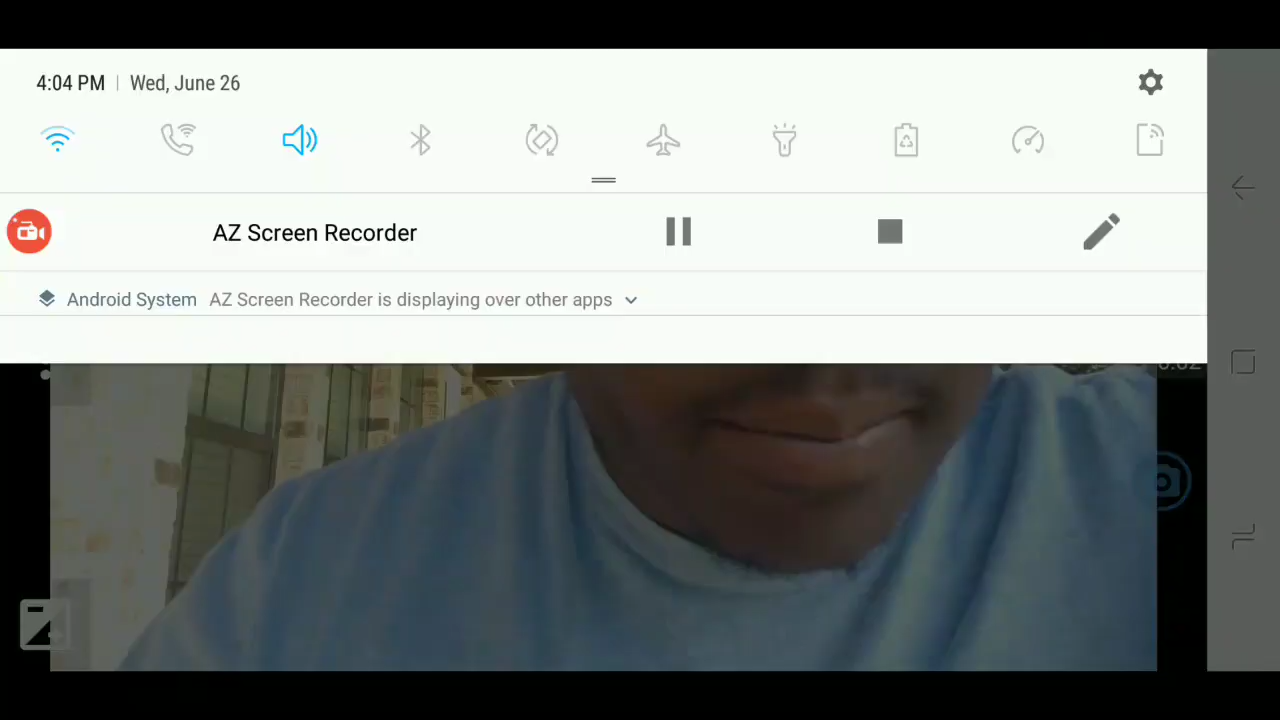 4:04 PM | Wed, June 26
AZ Screen Recorder
Android System AZ Screen Recorder is displaying over other apps